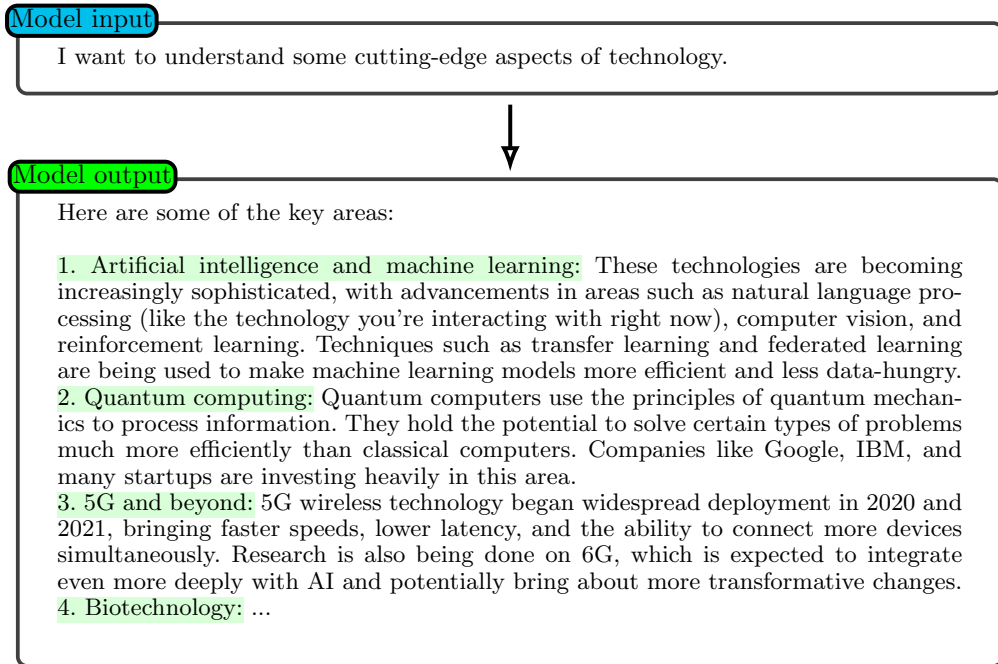 Model input
I want to understand some cutting-edge aspects of technology.
Model output
Here are some of the key areas:
1. Artificial intelligence and machine learning: These technologies are becoming
increasingly sophisticated, with advancements in areas such as natural language pro-
cessing (like the technology you're interacting with right now), computer vision, and
reinforcement learning. Techniques such as transfer learning and federated learning
are being used to make machine learning models more efficient and less data-hungry.
2. Quantum computing: Quantum computers use the principles of quantum mechan-
ics to process information. They hold the potential to solve certain types of problems
much more efficiently than classical computers. Companies like Google, IBM, and
many startups are investing heavily in this area.
3. 5G and beyond: 5G wireless technology began widespread deployment in 2020 and
2021, bringing faster speeds, lower latency, and the ability to connect more devices
simultaneously. Research is also being done on 6G, which is expected to integrate
even more deeply with AI and potentially bring about more transformative changes.
4. Biotechnology: ...